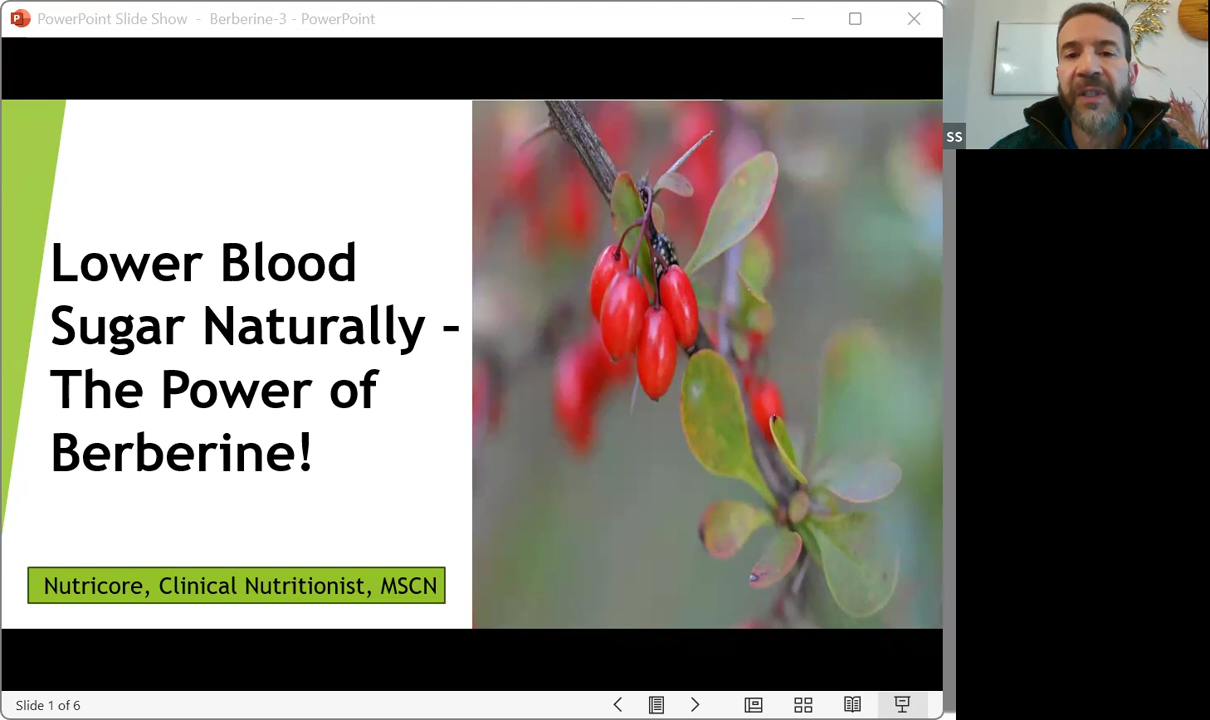 PowerPoint Slide Show - Berberine-3 - PowerPoint
SS
Lower Blood
Sugar Naturally –
The Power of
Berberine!
Nutricore, Clinical Nutritionist, MSCN
Slide 1 of 6